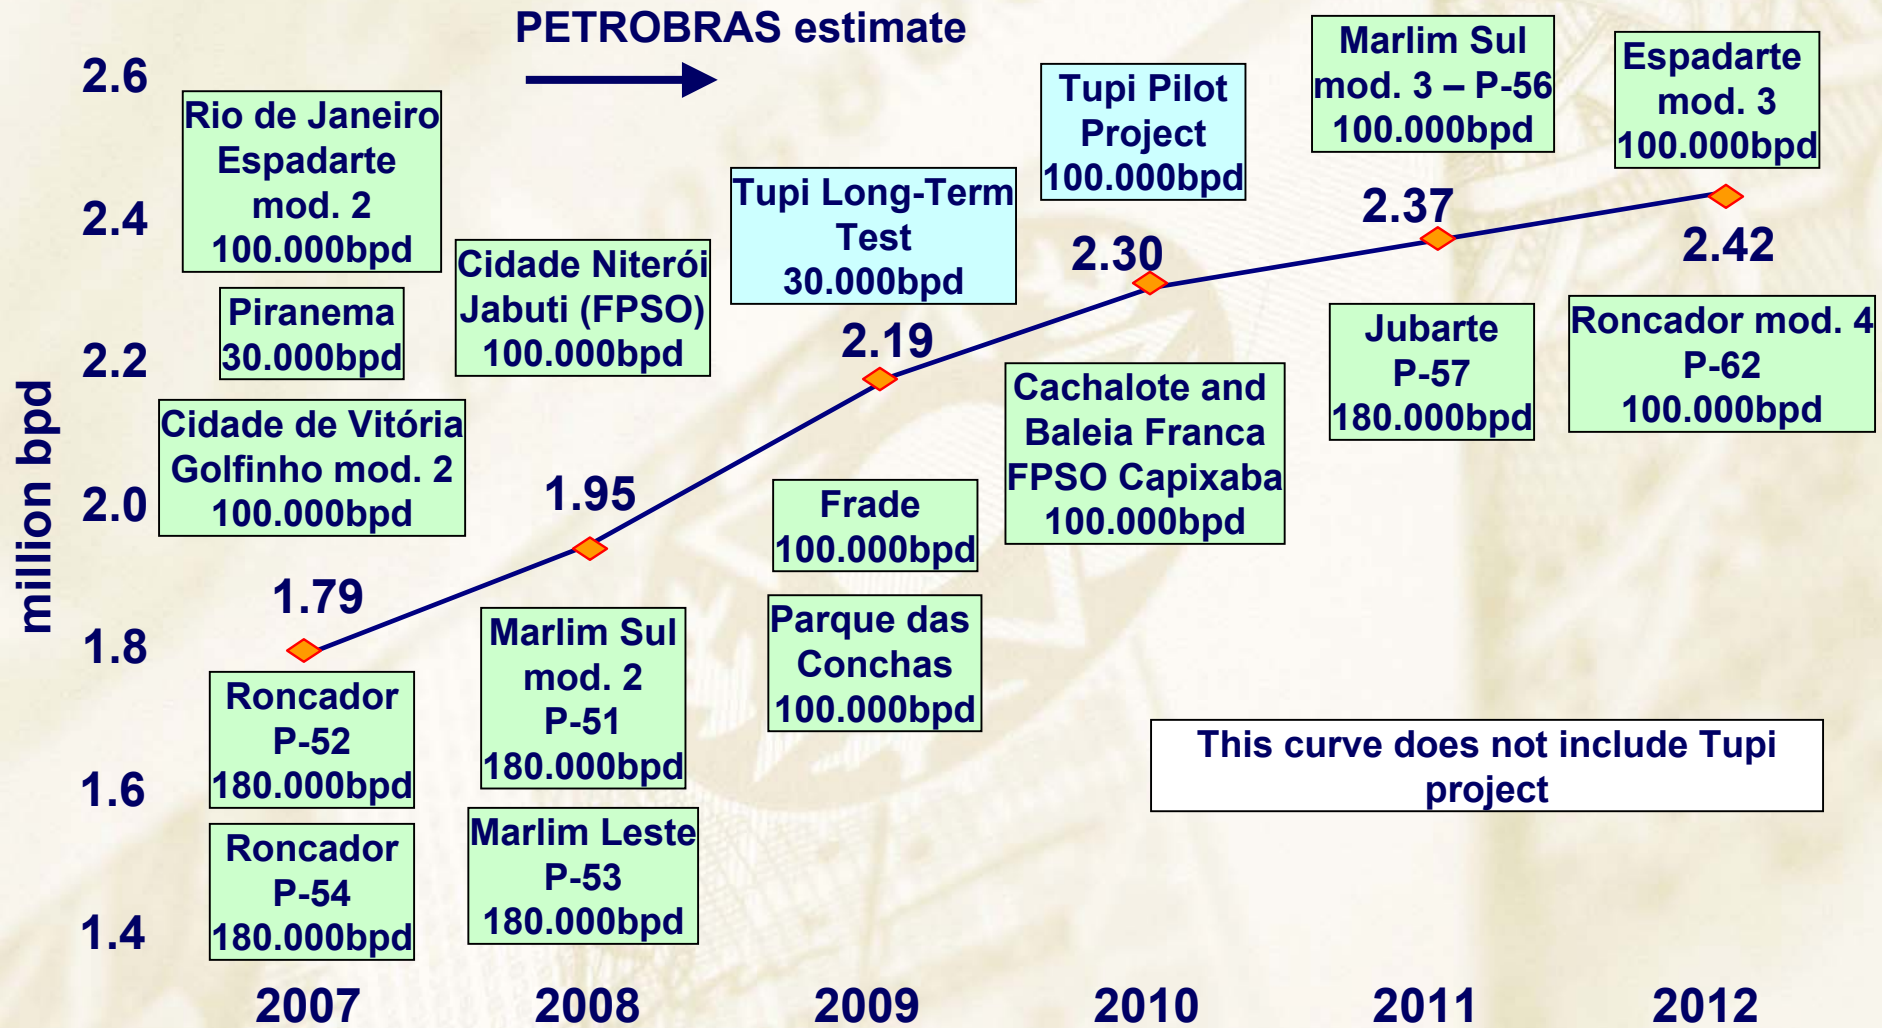 PETROBRAS estimate
million bpd
2.6
2.4
2.2
2.0
1.8
1.6
1.4
Rio de Janeiro
Espadarte
mod. 2
100.000bpd
Piranema
30.000bpd
Cidade de Vitória
Golfinho mod. 2
100.000bpd
1.79
Roncador
P-52
180.000bpd
Roncador
P-54
180.000bpd
Cidade Niterói
Jabuti (FPSO)
100.000bpd
1.95
Marlim Sul
mod. 2
P-51
180.000bpd
Marlim Leste
P-53
180.000bpd
Tupi Long-Term
Test
30.000bpd
2.19
Frade
100.000bpd
Parque das
Conchas
100.000bpd
Tupi Pilot
Project
100.000bpd
2.30
Cachalote and
Baleia Franca
FPSO Capixaba
100.000bpd
Marlim Sul
mod. 3 – P-56
100.000bpd
2.37
Jubarte
P-57
180.000bpd
Espadarte
mod. 3
100.000bpd
2.42
Roncador mod. 4
P-62
100.000bpd
This curve does not include Tupi
project
2007
2008
2009
2010
2011
2012